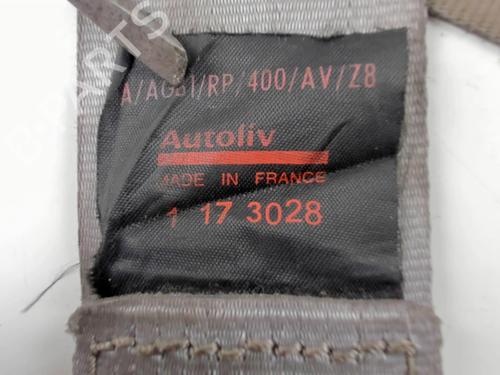 A/AGB1/RP/400/AV/Z8
Autoliv
MADE IN FRANCE
1 17 3028